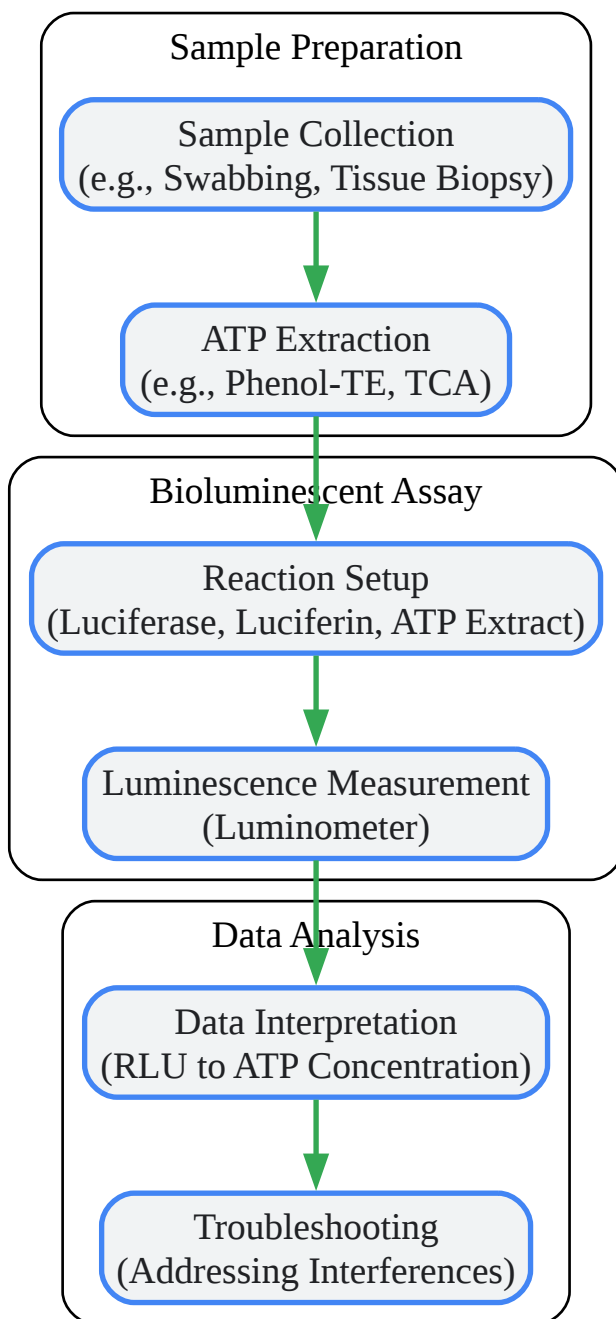 Sample Preparation
Sample Collection
(e.g., Swabbing, Tissue Biopsy)
ATP Extraction
(e.g., Phenol-TE, TCA)
Bioluminescent Assay
Reaction Setup
(Luciferase, Luciferin, ATP Extract)
Luminescence Measurement
(Luminometer)
Data Analysis
Data Interpretation
(RLU to ATP Concentration)
Troubleshooting
(Addressing Interferences)